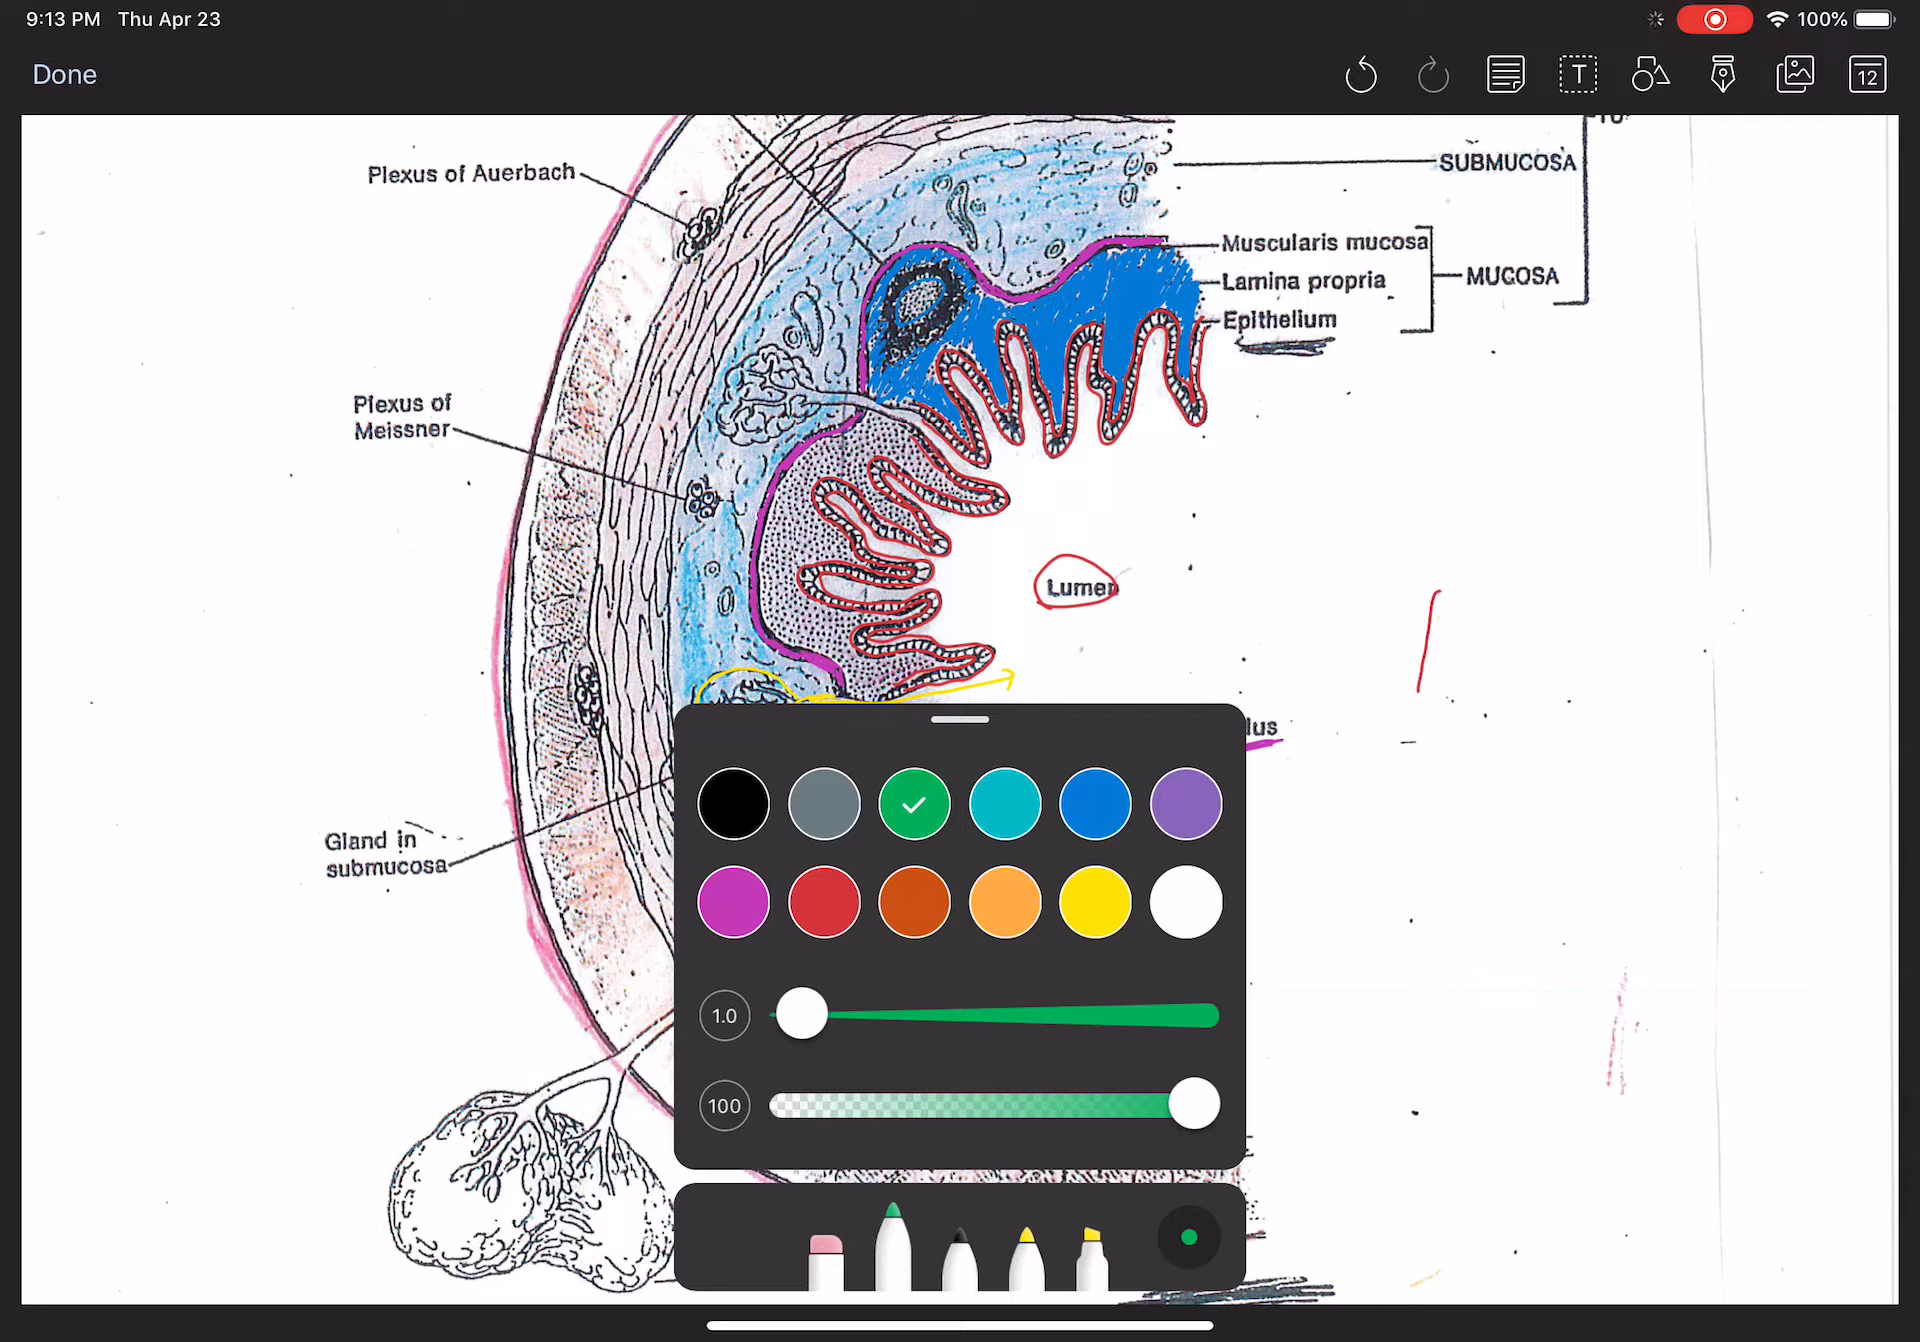 9:13 PM Thu Apr 23
100%
Done
T
12
Plexus of Auerbach
SUBMUCOSA
Muscularis mucosa
Lamina propria
MUCOSA
Epithelium
Plexus of
Meissner
Lumen
lus
Gland in
submucosa
1.0
100